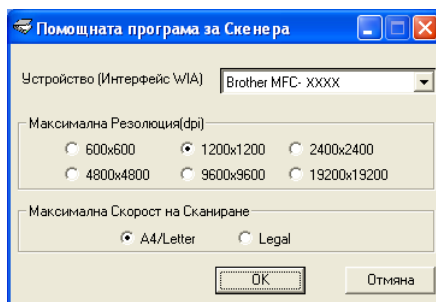 Помощната програма за Скенера
Устройство (Интерфейс WIA) Brother MFC- XXXX
Максимална Резолюция(dpi)
600x600 1200x1200 2400x2400
4800x4800 9600x9600 19200x19200
Максимална Скорост на Сканиране
A4/Letter Legal
OK Отмяна